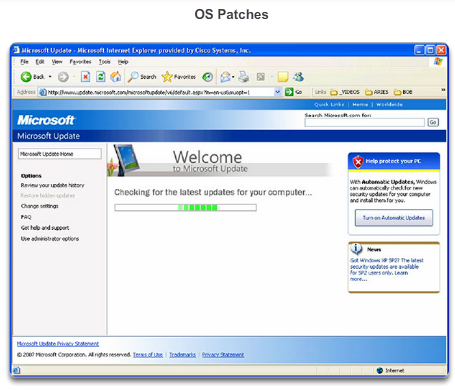 OS Patches
Microsoft Update - Microsoft Internet Explorer provided by Cisco Systems, Inc.
File Edit View Favorites Tools Help
Back Search Favorites
Address http://www.update.microsoft.com/microsoftupdate/v6/default.aspx?ln=en-us Go Links _VIDEOS ARIES BOB
Quick Links | Home | Worldwide
Search Microsoft.com for:
Microsoft Go
Microsoft Update
Microsoft Update Home
Welcome
to Microsoft Update
Checking for the latest updates for your computer...
Options
Review your update history
Restore hidden updates
Change settings
FAQ
Get help and support
Use administrator options
Help protect your PC
With Automatic Updates, Windows
can automatically check for new
security updates for your computer
and install them for you.
Turn on Automatic Updates
News
Got Windows XP SP2? The latest
security updates are available
for SP2 users only. Learn
more...
Microsoft Update Privacy Statement
© 2007 Microsoft Corporation. All rights reserved. Terms of Use | Trademarks | Privacy Statement
Internet